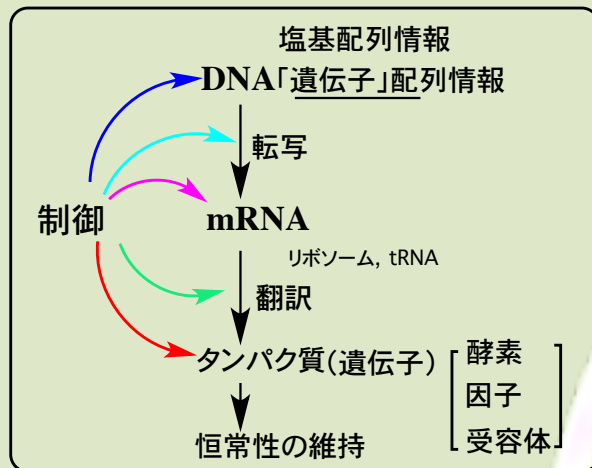 塩基配列情報
DNA「遺伝子」配列情報
転写
制御
mRNA
リボソーム, tRNA
翻訳
タンパク質(遺伝子)
酵素
因子
受容体
恒常性の維持